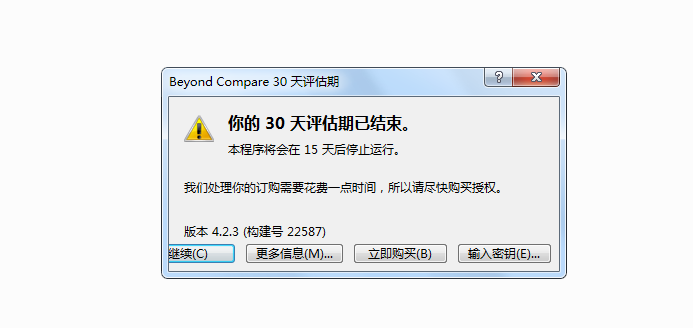 Beyond Compare 30 天评估期
你的 30 天评估期已结束。
本程序将会在 15 天后停止运行。
我们处理你的订购需要花费一点时间，所以请尽快购买授权。
版本 4.2.3 (构建号 22587)
继续(C) 更多信息(M)... 立即购买(B) 输入密钥(E)...